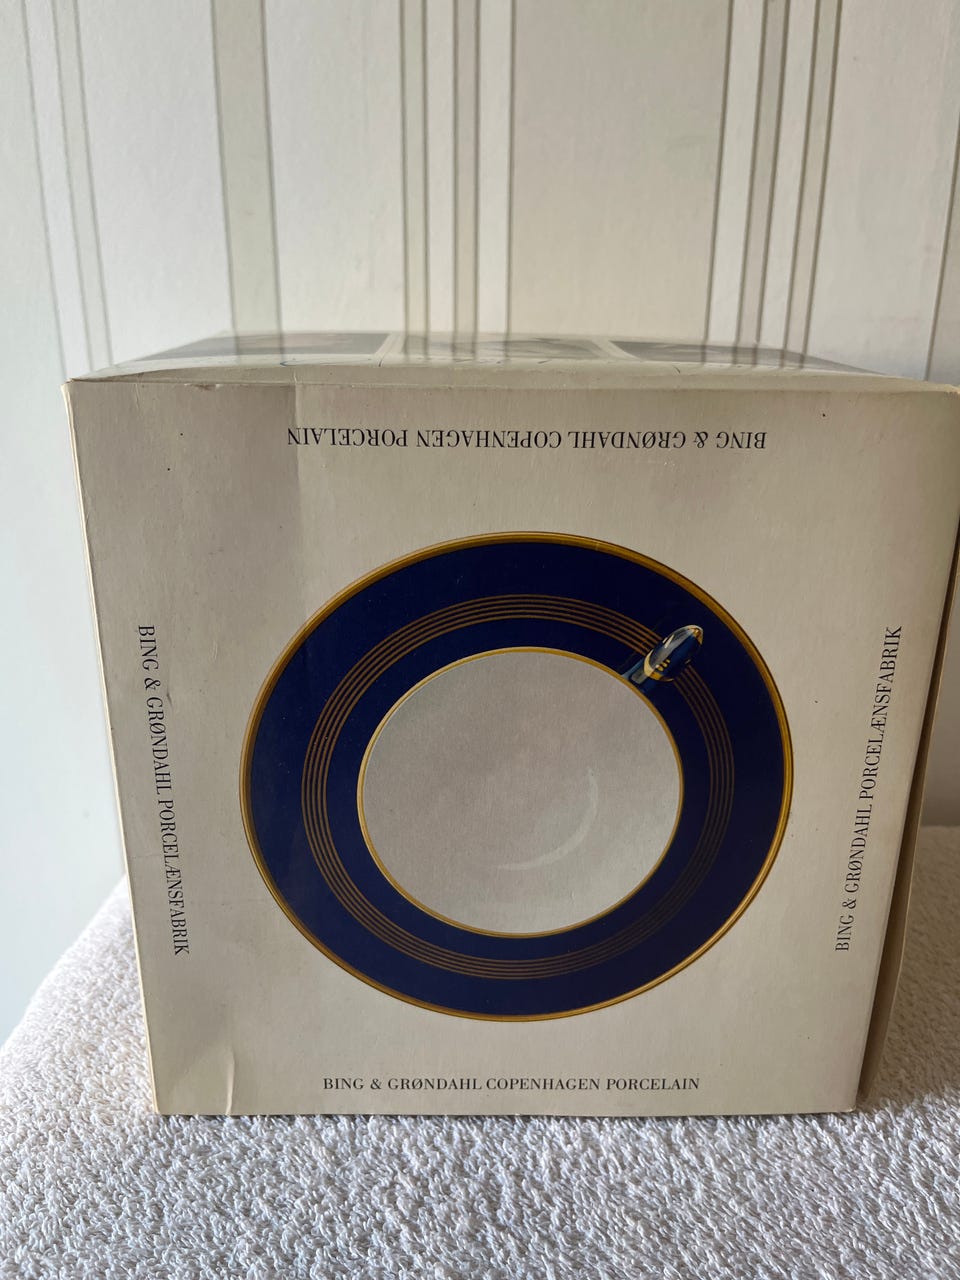 BING & GRØNDAHL COPENHAGEN PORCELAIN
BING & GRØNDAHL PORCELÆNSFABRIK
BING & GRØNDAHL PORCELÆNSFABRIK
BING & GRØNDAHL COPENHAGEN PORCELAIN